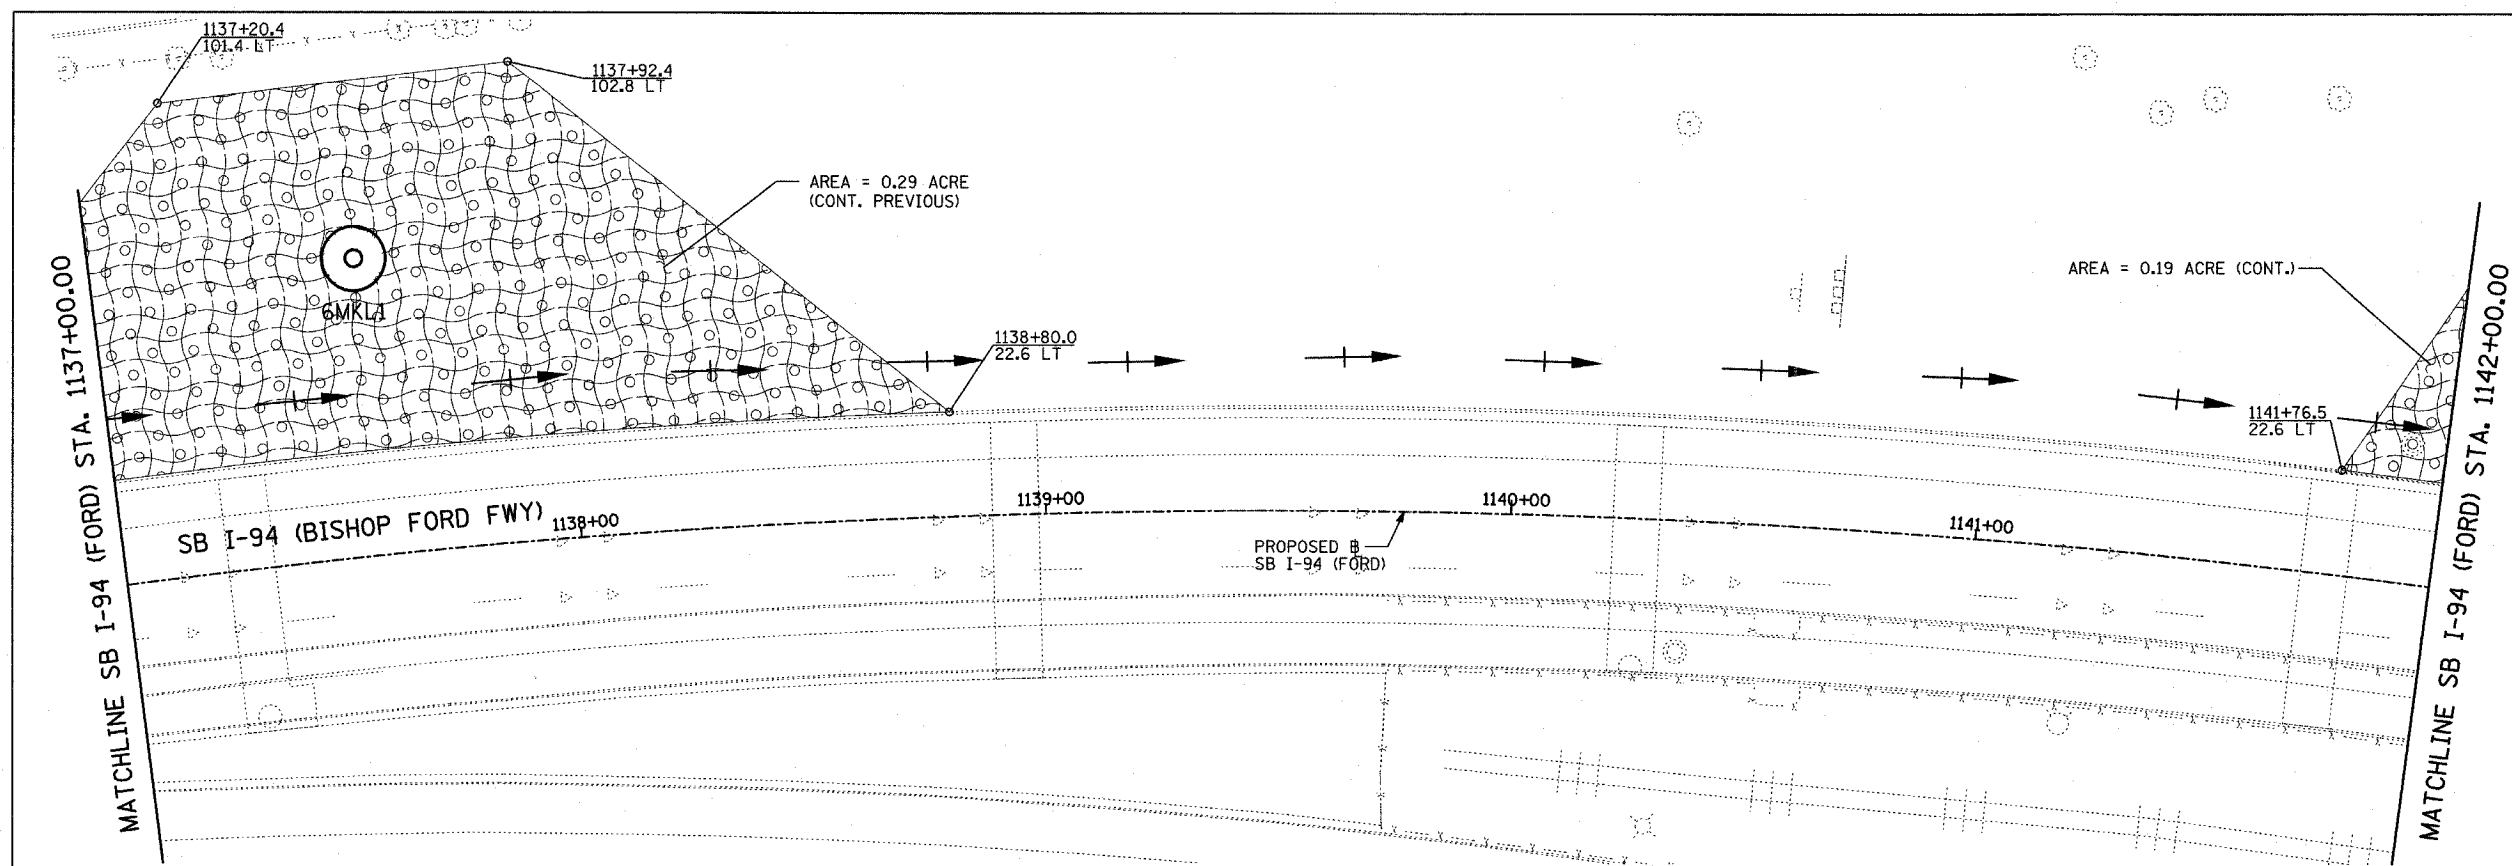 1137+20.4
101.4 LT
1137+92.4
102.8 LT
AREA = 0.29 ACRE
(CONT. PREVIOUS)
6MKL1
1138+80.0
22.6 LT
AREA = 0.19 ACRE (CONT.)
1141+76.5
22.6 LT
MATCHLINE SB I-94 (FORD) STA. 1137+00.00
SB I-94 (BISHOP FORD FWY)
1138+00
1139+00
1140+00
1141+00
PROPOSED
SB I-94 (FORD)
MATCHLINE SB I-94 (FORD) STA. 1142+00.00